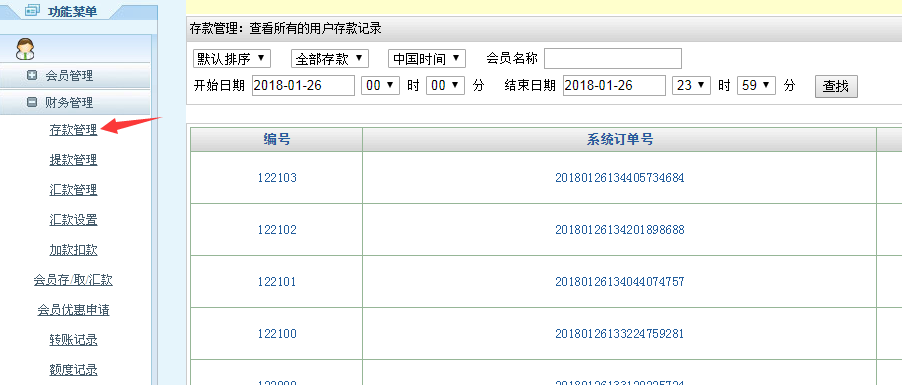 功能菜单
会员管理
财务管理
存款管理
提款管理
汇款管理
汇款设置
加款扣款
会员存/取/汇款
会员优惠申请
转账记录
额度记录
存款管理：查看所有的用户存款记录
默认排序 全部存款 中国时间 会员名称
开始日期 2018-01-26 00 时 00 分 结束日期 2018-01-26 23 时 59 分 查找
编号 系统订单号
122103 20180126134405734684
122102 20180126134201898688
122101 20180126134044074757
122100 20180126133224759281